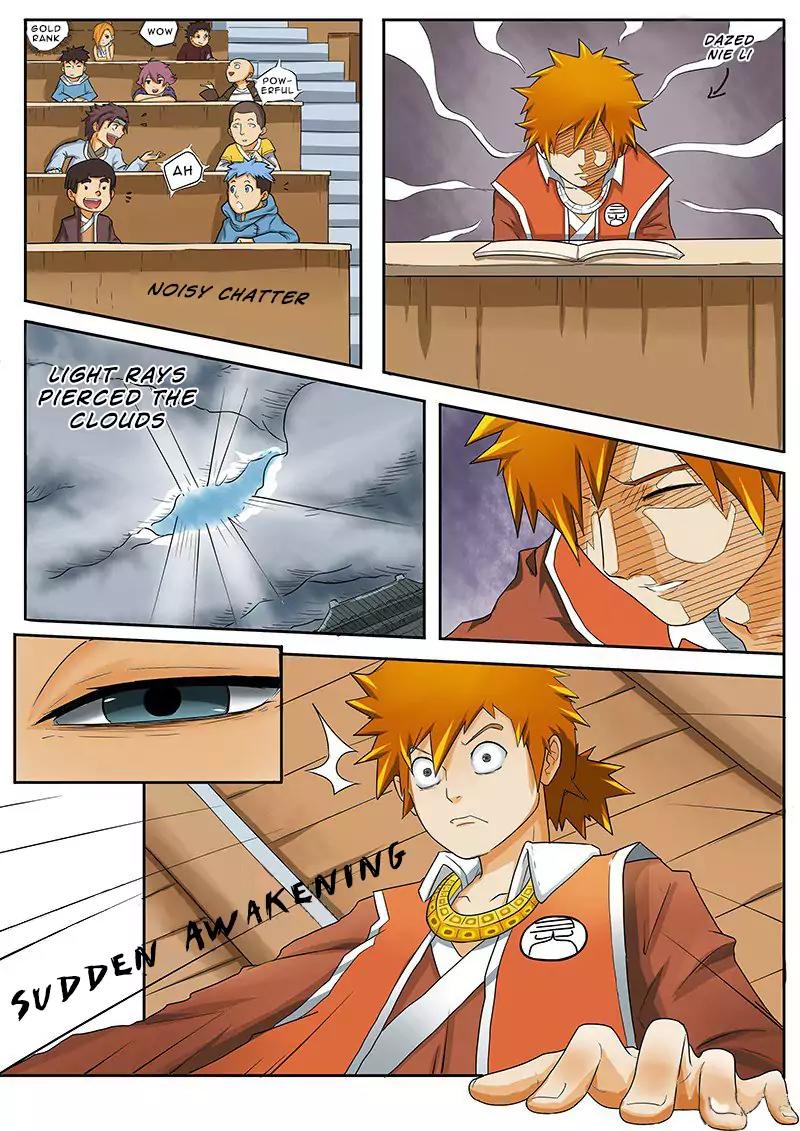 GOLD
RANK
WOW
POW-
ERFUL
AH
NOISY CHATTER
DAZED
NIE LI
LIGHT RAYS
PIERCED THE
CLOUDS
SUDDEN AWAKENING